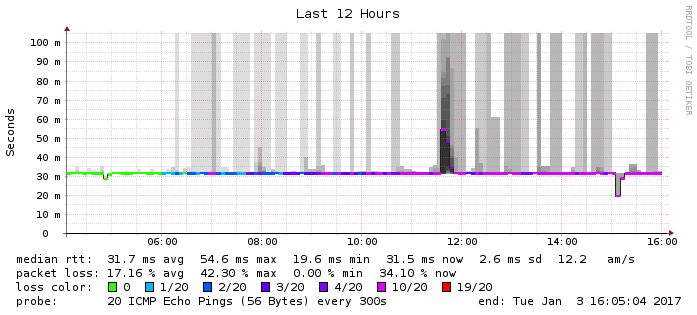 Last 12 Hours
RRDTOOL / TOBI OETIKER
Seconds
100 m
90 m
80 m
70 m
60 m
50 m
40 m
30 m
20 m
10 m
0
06:00 08:00 10:00 12:00 14:00 16:00
median rtt: 31.7 ms avg 54.6 ms max 19.6 ms min 31.5 ms now 2.6 ms sd 12.2 am/s
packet loss: 17.16 % avg 42.30 % max 0.00 % min 34.10 % now
loss color: 0 1/20 2/20 3/20 4/20 10/20 19/20
probe: 20 ICMP Echo Pings (56 Bytes) every 300s end: Tue Jan 3 16:05:04 2017